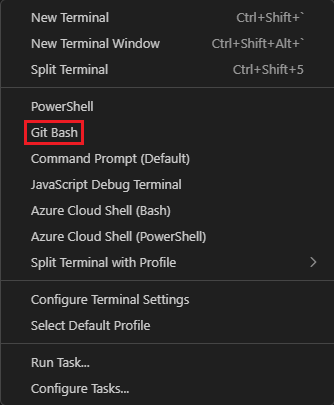 New Terminal Ctrl+Shift+`
New Terminal Window Ctrl+Shift+Alt+`
Split Terminal Ctrl+Shift+5
PowerShell
Git Bash
Command Prompt (Default)
JavaScript Debug Terminal
Azure Cloud Shell (Bash)
Azure Cloud Shell (PowerShell)
Split Terminal with Profile
Configure Terminal Settings
Select Default Profile
Run Task...
Configure Tasks...